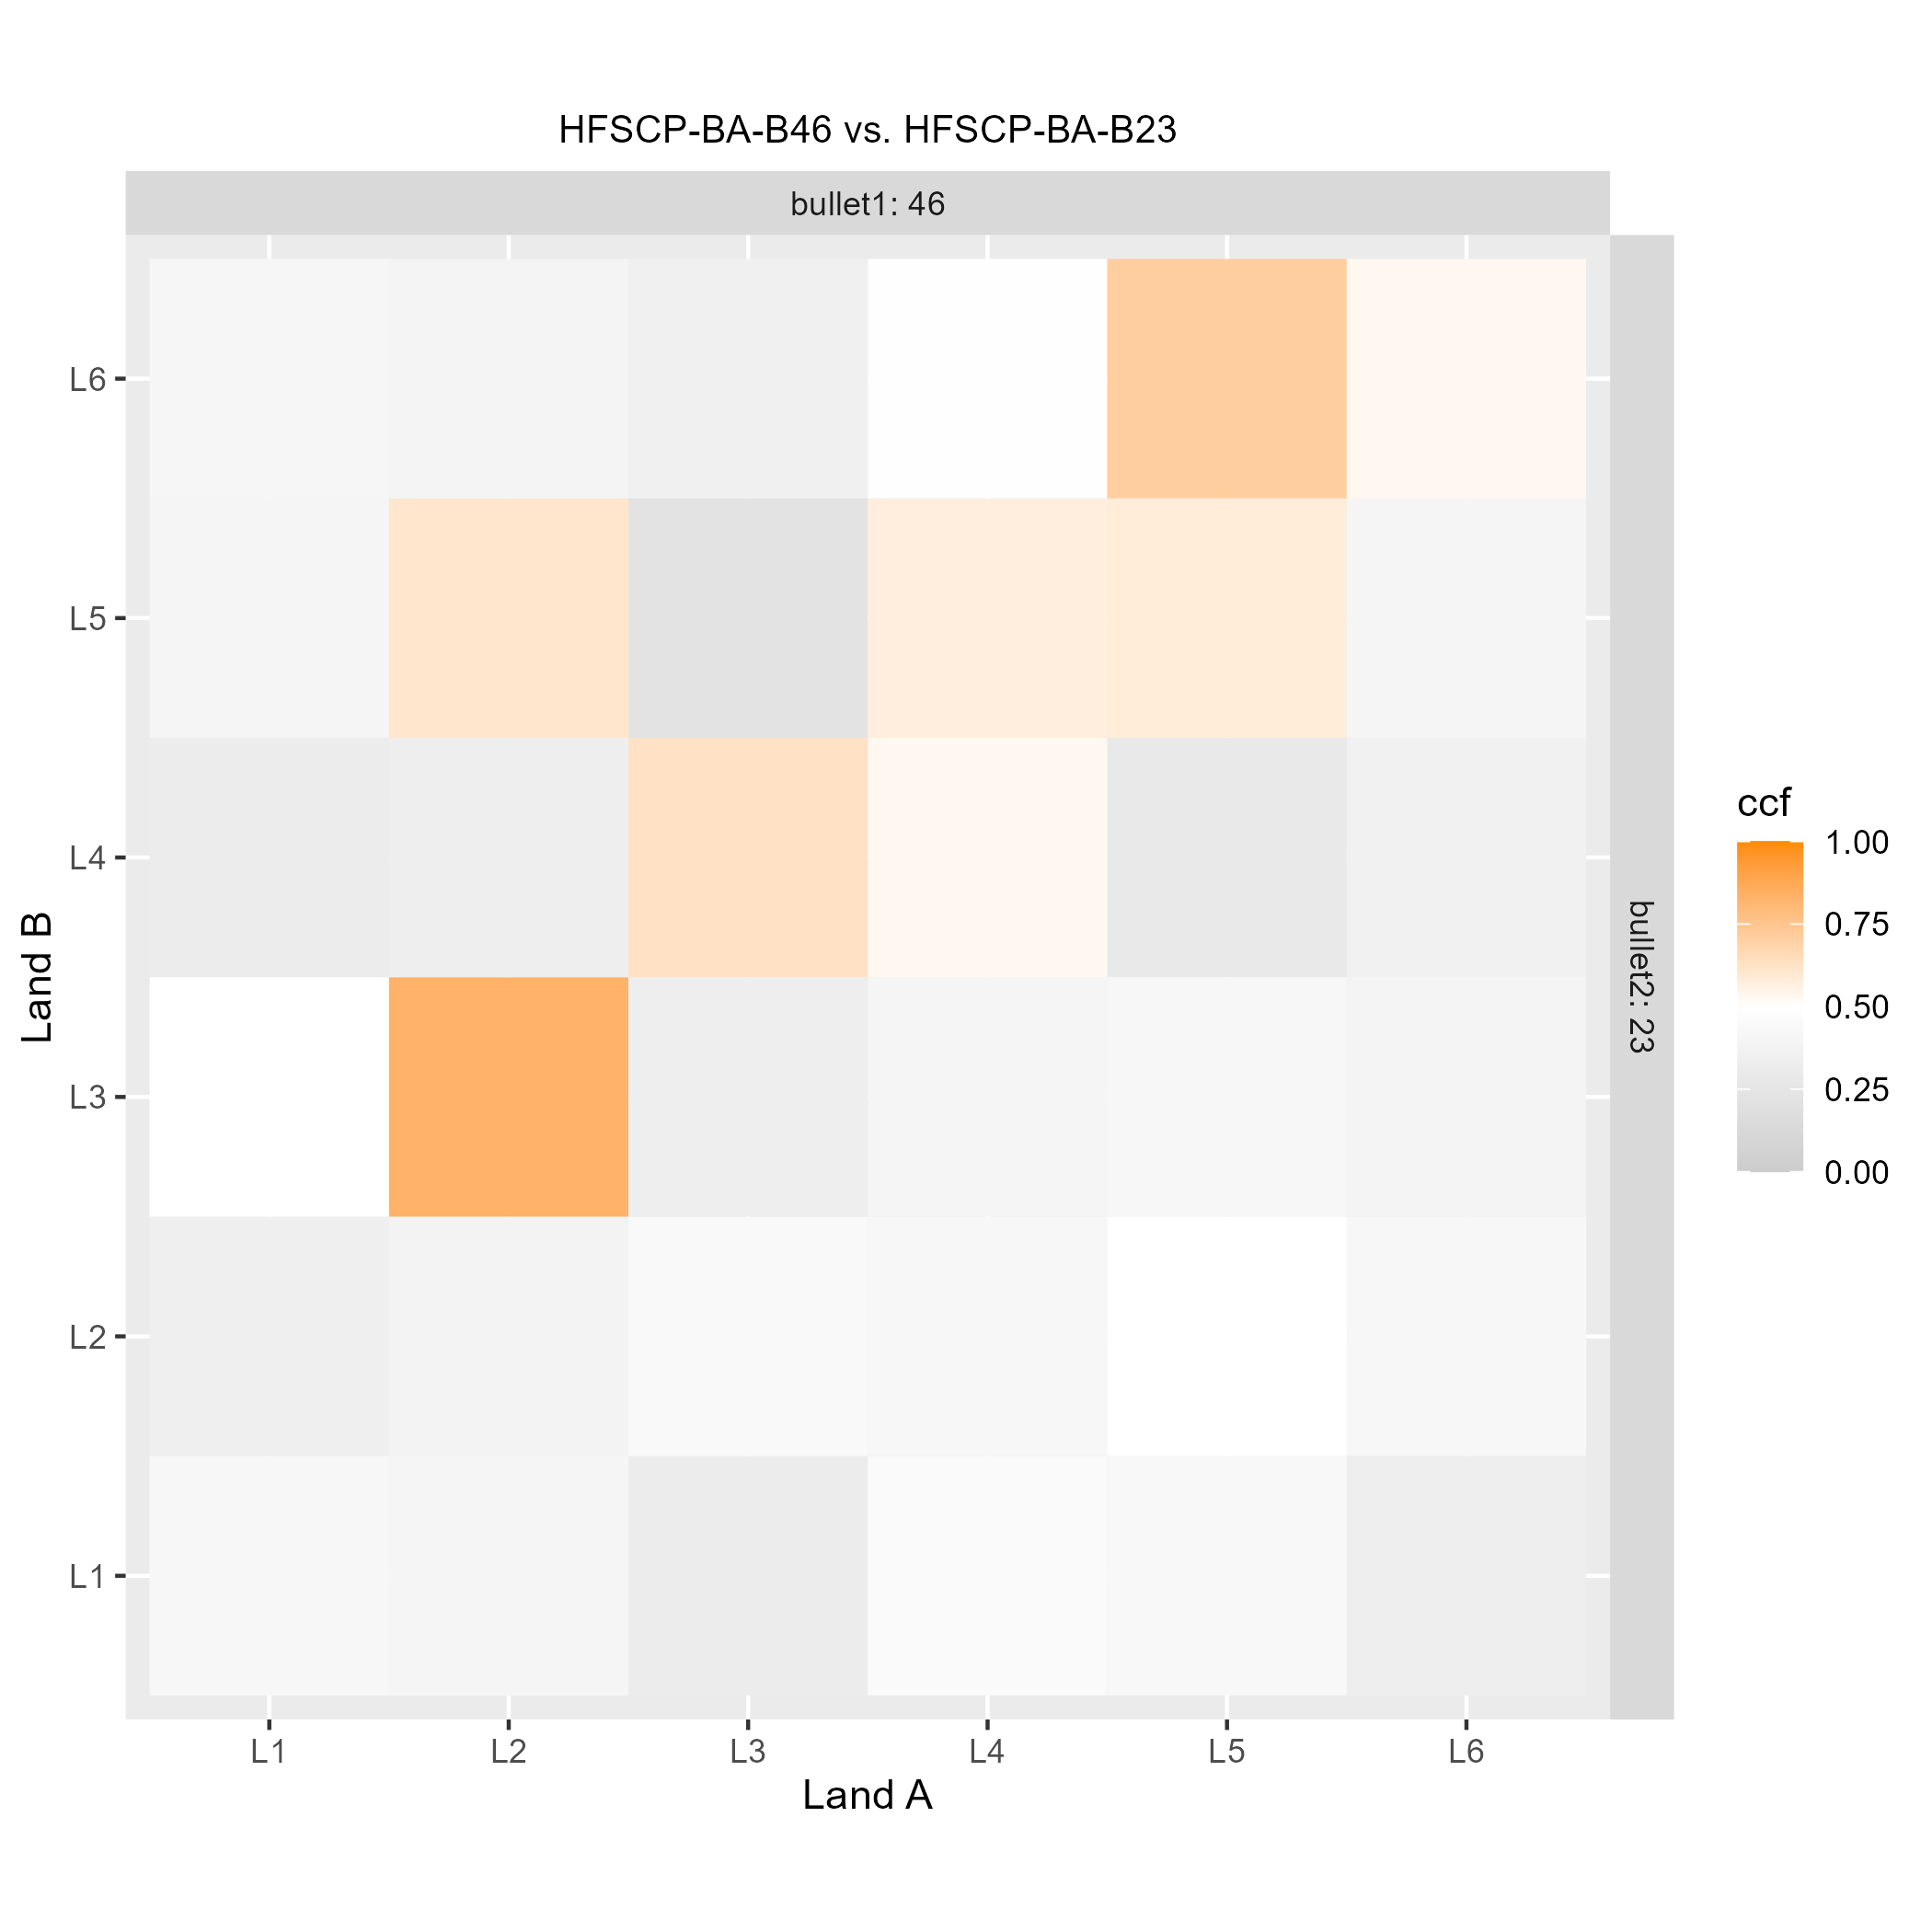 HFSCP-BA-B46 vs. HFSCP-BA-B23
bullet1: 46
L6
L5
L4
L3
L2
L1
Land B
bullet2: 23
ccf
1.00
0.75
0.50
0.25
0.00
L1 L2 L3 L4 L5 L6
Land A